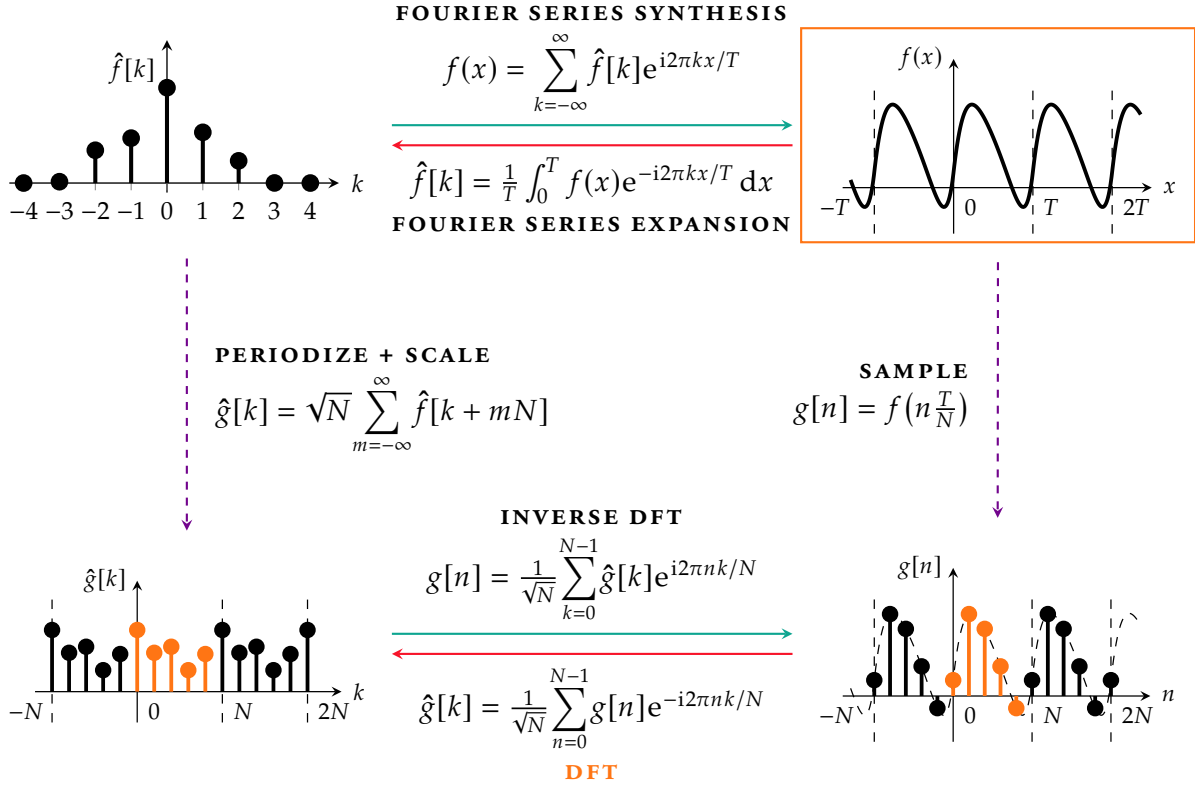 FOURIER SERIES SYNTHESIS
f(x) = ∑_{k=−∞}^{∞} f̂[k]e^{i2πkx/T}
f̂[k] = 1/T ∫_0^T f(x)e^{−i2πkx/T} dx
FOURIER SERIES EXPANSION
f̂[k]
k
−4 −3 −2 −1 0 1 2 3 4
f(x)
x
−T 0 T 2T
PERIODIZE + SCALE
ĝ[k] = √N ∑_{m=−∞}^{∞} f̂[k + mN]
SAMPLE
g[n] = f(n T/N)
INVERSE DFT
g[n] = 1/√N ∑_{k=0}^{N−1} ĝ[k]e^{i2πnk/N}
ĝ[k] = 1/√N ∑_{n=0}^{N−1} g[n]e^{−i2πnk/N}
DFT
ĝ[k]
k
−N 0 N 2N
g[n]
n
−N 0 N 2N